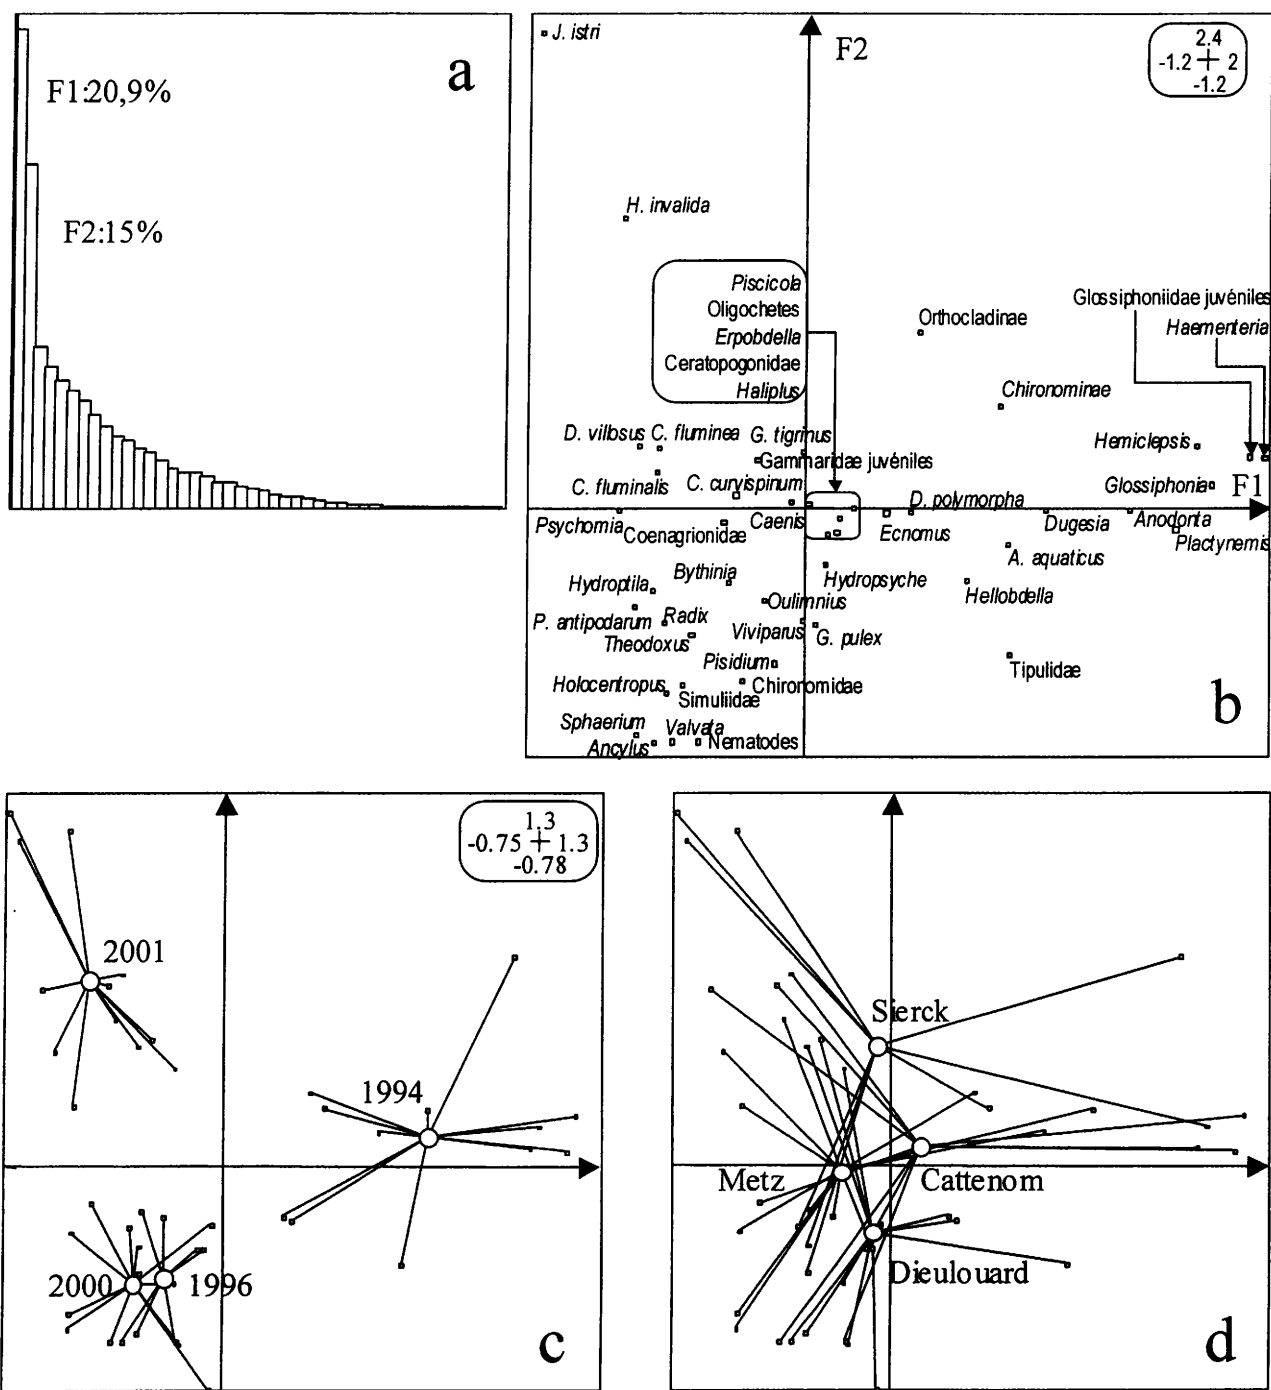 a
F1:20,9%
F2:15%
J. istri
F2
2.4
-1.2 + 2
-1.2
H. invalida
Piscicola
Oligochetes
Erpobdella
Ceratopogonidae
Haliplus
Orthocladinae
Glossiphoniidae juvéniles
Haementeria
Chironominae
D. villosus C. fluminea G. tigrinus
Hemiclepsis
Gammaridae juvéniles
C. fluminalis C. curvispinum
Glossiphonia F1
Psychomia Coenagrionidae Caenis
D. polymorpha
Ecnomus Dugesia Anodonta
Plactynemis
A. aquaticus
Bythinia
Hydroptila Hydropsyche
Hellobdella
P. antipodarum Radix Oulimnius
Theodoxus Viviparus G. pulex
Pisidium Tipulidae
Holocentropus Simuliidae Chironomidae
Sphaerium Valvata
Ancylus Nematodes
b
1.3
-0.75 + 1.3
-0.78
2001
1994
2000 1996
c
Sierck
Metz Cattenom
Dieulouard
d